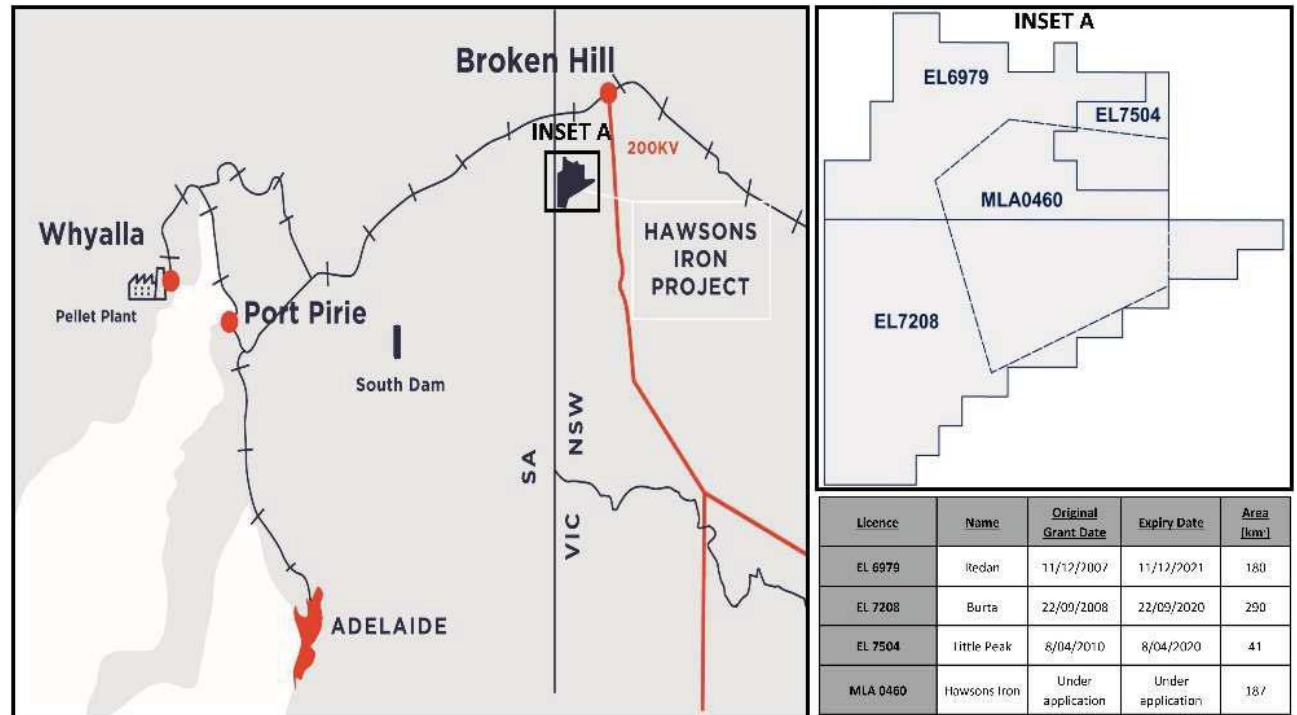 Broken Hill
INSET A
200KV
HAWSONS
IRON
PROJECT
Whyalla
Pellet Plant
Port Pirie
South Dam
SA
NSW
VIC
ADELAIDE
INSET A
EL6979
EL7504
MLA0460
EL7208
Licence Name Original Grant Date Expiry Date Area [km²]
EL 6979 Redan 11/12/2007 11/12/2021 180
EL 7208 Burta 22/09/2008 22/09/2020 290
EL 7504 Little Peak 8/04/2010 8/04/2020 41
MLA 0460 Hawsons Iron Under application Under application 187